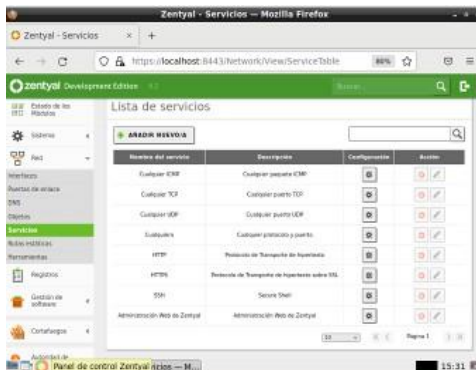 Zentyal - Servicios — Mozilla Firefox
Zentyal - Servicios
https://localhost:8443/Network/View/ServiceTable
80%
zentyal Development Edition
Buscar...
Estado de los Módulos
Sistema
Red
Interfaces
Puertas de enlace
DNS
Objetos
Servicios
Rutas estáticas
Herramientas
Registros
Gestión de software
Cortafuegos
Autoridad de
Lista de servicios
AÑADIR NUEVO/A
Nombre del servicio Descripción Configuración Acción
Cualquier ICMP Cualquier paquete ICMP
Cualquier TCP Cualquier puerto TCP
Cualquier UDP Cualquier puerto UDP
Cualquiera Cualquier protocolo y puerto
HTTP Protocolo de Transporte de Hipertexto
HTTPS Protocolo de Transporte de Hipertexto sobre SSL
SSH Secure Shell
Administración Web de Zentyal Administración Web de Zentyal
10 Página 1
Panel de control Zentyal
15:31